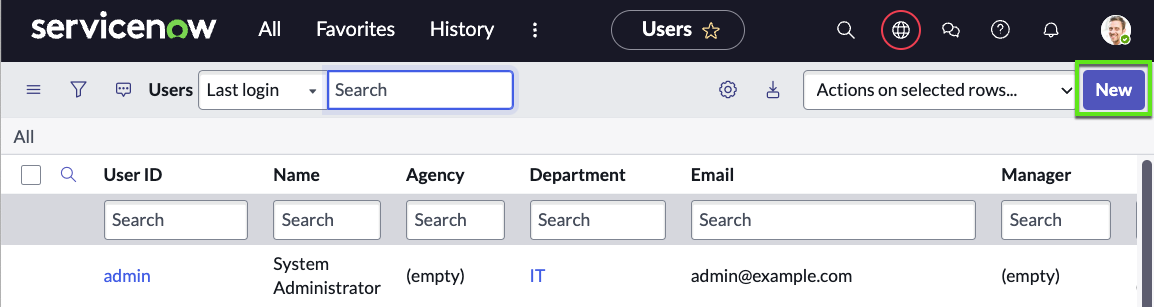 servicenow All Favorites History Users
Users Last login Search Actions on selected rows... New
All
User ID Name Agency Department Email Manager
Search Search Search Search Search Search
admin System Administrator (empty) IT admin@example.com (empty)